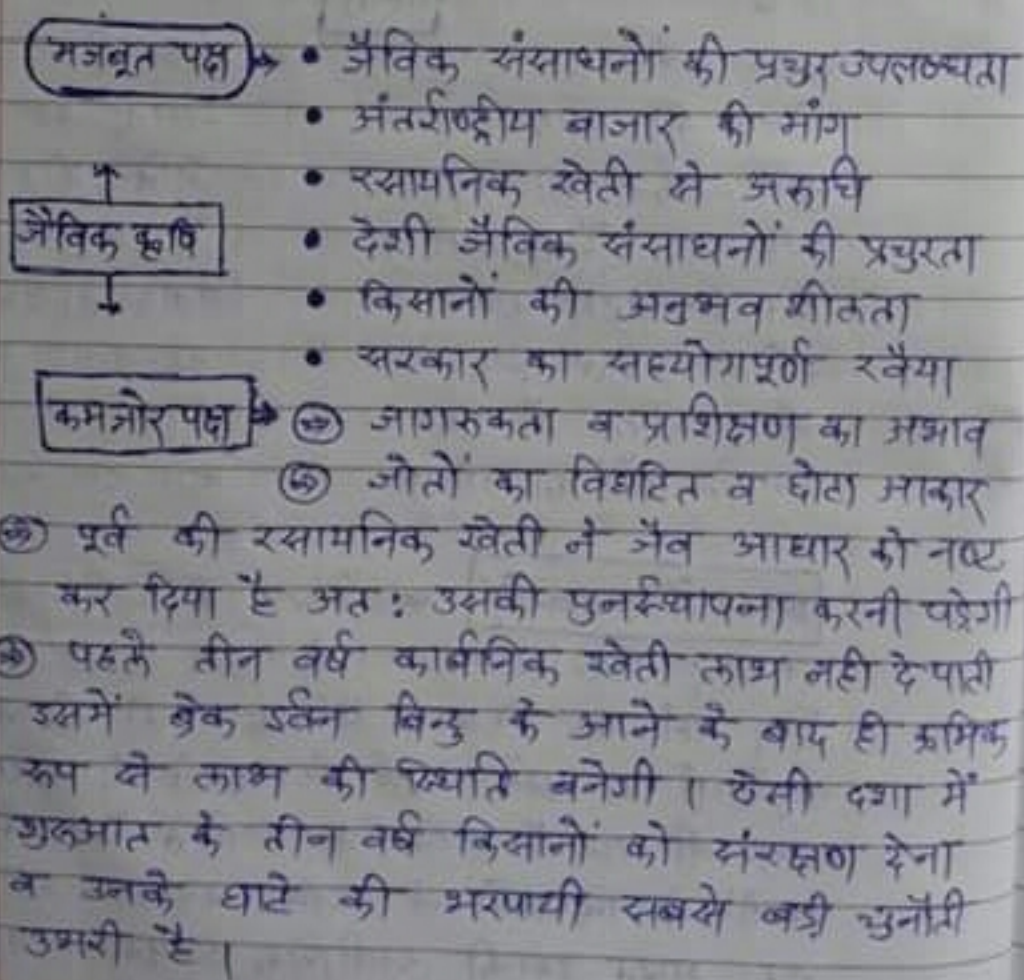 मजबूत पक्ष → • जैविक संसाधनों की प्रचुर उपलब्धता
• अंतर्राष्ट्रीय बाजार की मांग
• रसायनिक खेती से अरुचि
जैविक कृषि • देशी जैविक संसाधनों की प्रचुरता
• किसानों की अनुभव शीलता
• सरकार का सहयोगपूर्ण रवैया
कमजोर पक्ष → जागरुकता व प्रशिक्षण का अभाव
जोतों का विघटित व छोटा आकार
पूर्व की रसायनिक खेती ने जैव आधार को नष्ट
कर दिया है अत: उसकी पुनर्स्थापना करनी पड़ेगी
पहले तीन वर्ष कार्बनिक खेती लाभ नही दे पाती
इसमें ब्रेक इवन बिन्दु के आने के बाद ही क्रमिक
रूप से लाभ की स्थिति बनेगी। ऐसी दशा में
शुरुआत के तीन वर्ष किसानों को संरक्षण देना
व उनके घाटे की भरपायी सबसे बड़ी चुनौती
उभरी है।